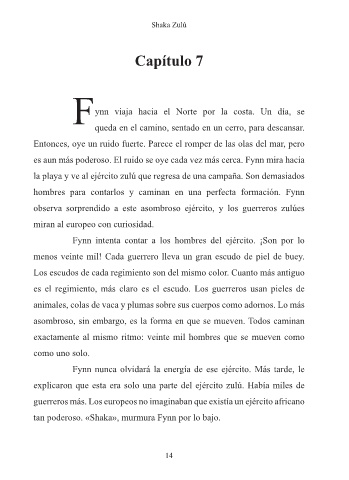 Shaka Zulú
Capítulo 7
Fynn viaja hacia el Norte por la costa. Un día, se
queda en el camino, sentado en un cerro, para descansar.
Entonces, oye un ruido fuerte. Parece el romper de las olas del mar, pero
es aun más poderoso. El ruido se oye cada vez más cerca. Fynn mira hacia
la playa y ve al ejército zulú que regresa de una campaña. Son demasiados
hombres para contarlos y caminan en una perfecta formación. Fynn
observa sorprendido a este asombroso ejército, y los guerreros zulúes
miran al europeo con curiosidad.
Fynn intenta contar a los hombres del ejército. ¡Son por lo
menos veinte mil! Cada guerrero lleva un gran escudo de piel de buey.
Los escudos de cada regimiento son del mismo color. Cuanto más antiguo
es el regimiento, más claro es el escudo. Los guerreros usan pieles de
animales, colas de vaca y plumas sobre sus cuerpos como adornos. Lo más
asombroso, sin embargo, es la forma en que se mueven. Todos caminan
exactamente al mismo ritmo: veinte mil hombres que se mueven como
como uno solo.
Fynn nunca olvidará la energía de ese ejército. Más tarde, le
explicaron que esta era solo una parte del ejército zulú. Había miles de
guerreros más. Los europeos no imaginaban que existía un ejército africano
tan poderoso. «Shaka», murmura Fynn por lo bajo.
14